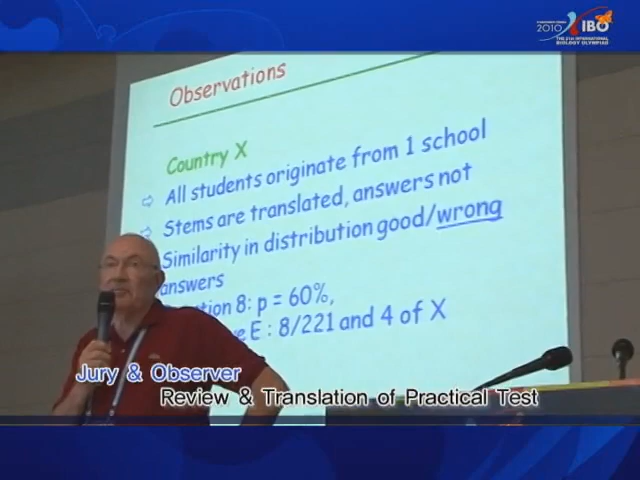 2010 IBO
THE 21st INTERNATIONAL
BIOLOGY OLYMPIAD
Observations
Country X
All students originate from 1 school
Stems are translated, answers not
Similarity in distribution good/wrong
answers
tion 8: p = 60%,
E : 8/221 and 4 of X
Jury & Observer
Review & Translation of Practical Test